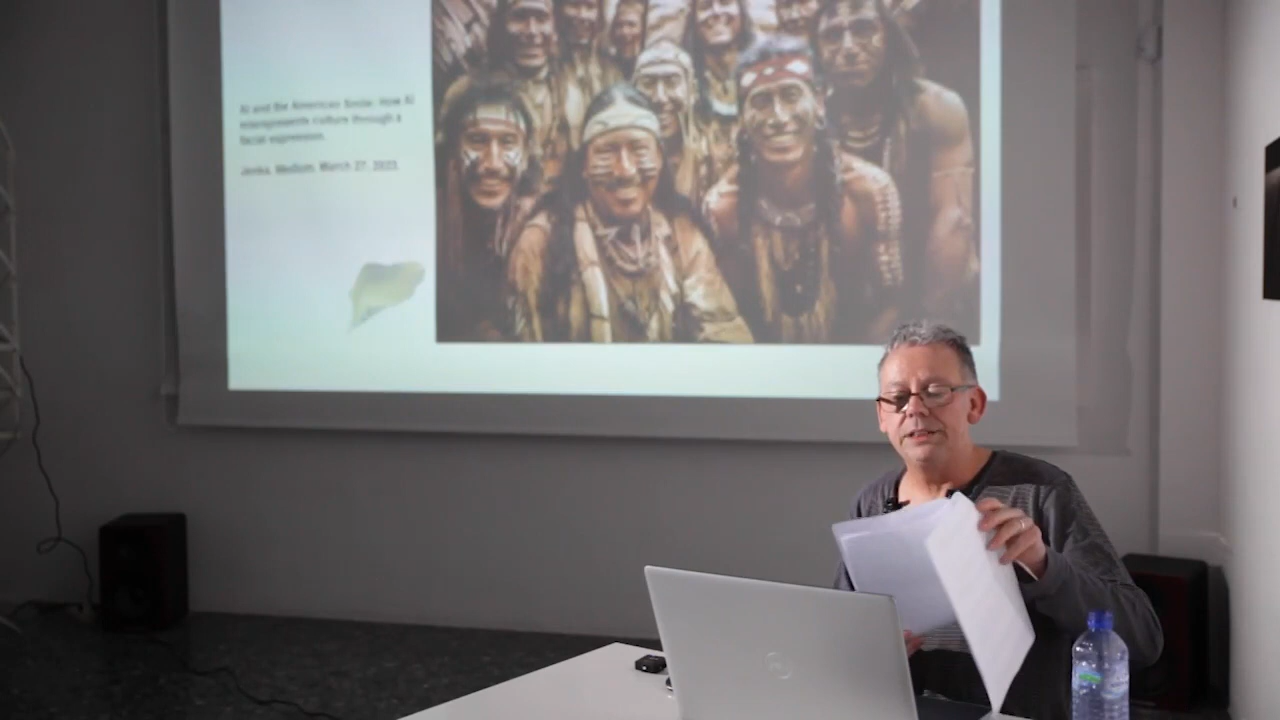 AI and the American Smile: How AI
misrepresents culture through a
facial expression.
Jenka, Medium, March 27, 2023